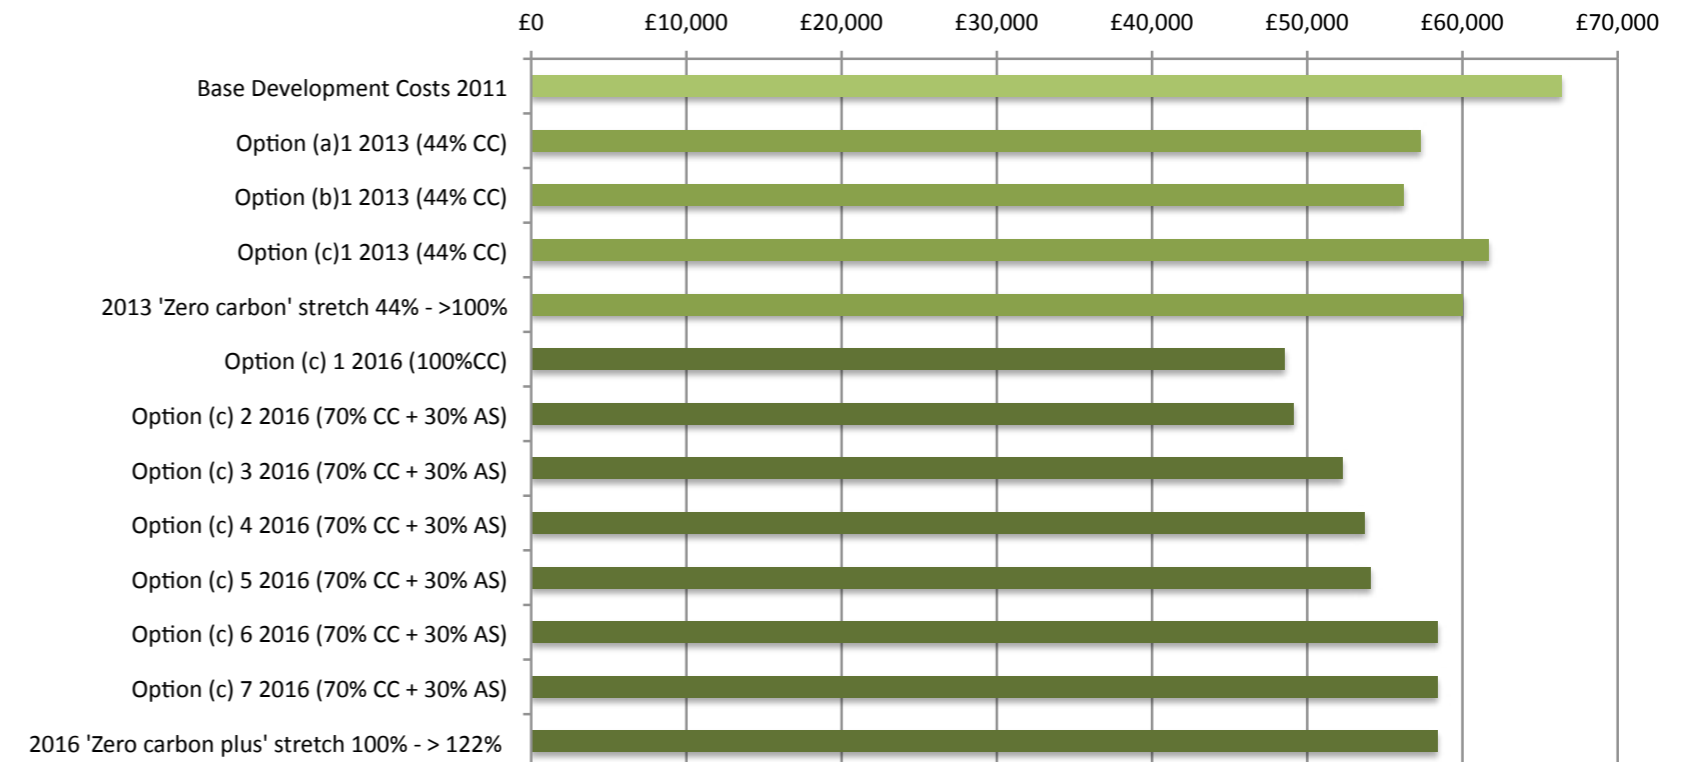 £0 £10,000 £20,000 £30,000 £40,000 £50,000 £60,000 £70,000
Base Development Costs 2011
Option (a)1 2013 (44% CC)
Option (b)1 2013 (44% CC)
Option (c)1 2013 (44% CC)
2013 'Zero carbon' stretch 44% - >100%
Option (c) 1 2016 (100%CC)
Option (c) 2 2016 (70% CC + 30% AS)
Option (c) 3 2016 (70% CC + 30% AS)
Option (c) 4 2016 (70% CC + 30% AS)
Option (c) 5 2016 (70% CC + 30% AS)
Option (c) 6 2016 (70% CC + 30% AS)
Option (c) 7 2016 (70% CC + 30% AS)
2016 'Zero carbon plus' stretch 100% - > 122%